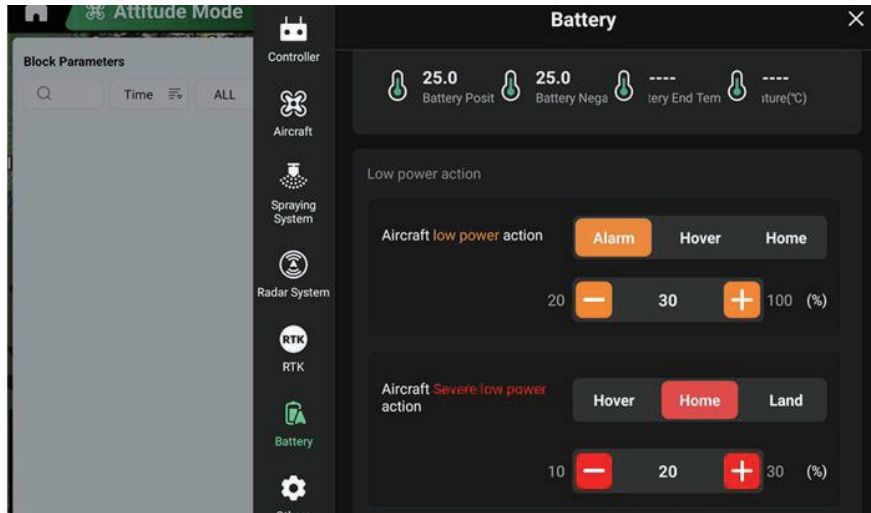 Attitude Mode
Block Parameters
Time
ALL
Controller
Aircraft
Spraying
System
Radar System
RTK
RTK
Battery
Battery
25.0
Battery Posit
25.0
Battery Nega
----
tery End Tem
----
ature(℃)
Low power action
Aircraft low power action
Alarm Hover Home
20 30 100 (%)
Aircraft Severe low power
action
Hover Home Land
10 20 30 (%)